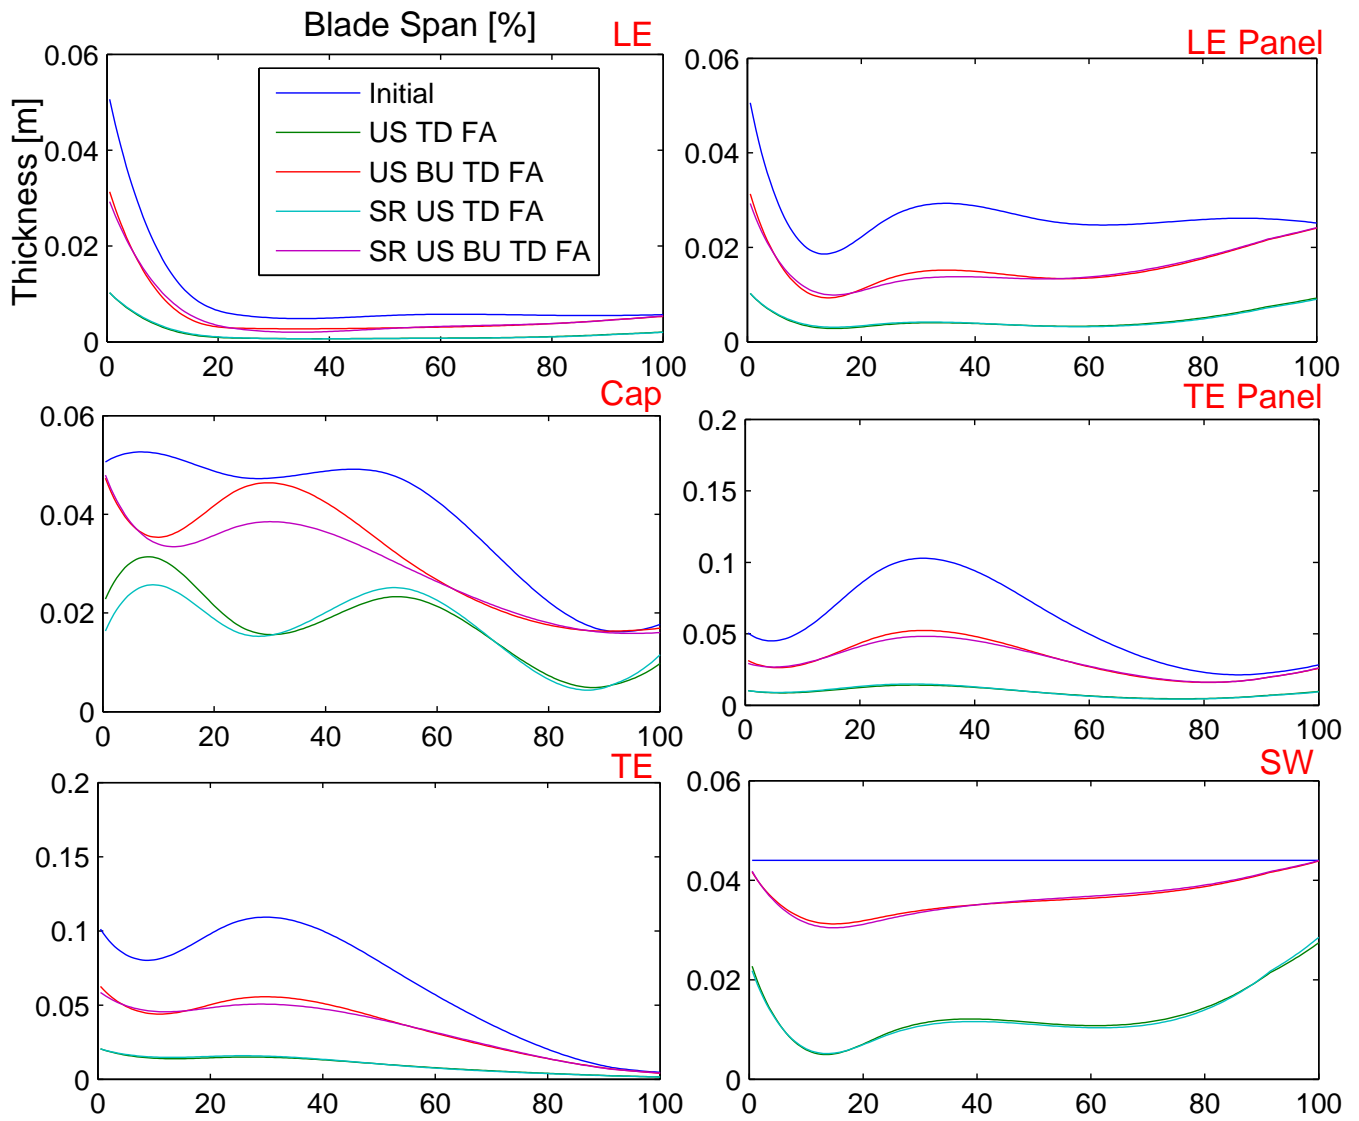 Blade Span [%]
LE
LE Panel
Thickness [m]
0.06
0.04
0.02
0
Initial
US TD FA
US BU TD FA
SR US TD FA
SR US BU TD FA
0 20 40 60 80 100
0.06
0.04
0.02
0
0 20 40 60 80 100
Cap
TE Panel
0.06
0.04
0.02
0
0 20 40 60 80 100
0.2
0.15
0.1
0.05
0
0 20 40 60 80 100
TE
SW
0.2
0.15
0.1
0.05
0
0 20 40 60 80 100
0.06
0.04
0.02
0
0 20 40 60 80 100